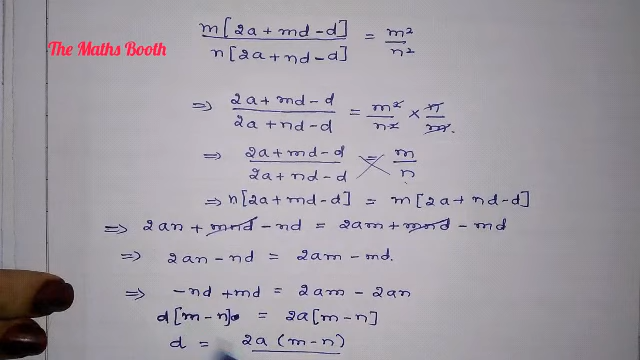 m[2a+md-d] / n[2a+nd-d] = m²/n²
The Maths Booth
⇒ 2a+md-d / 2a+nd-d = m²/n² × n/m.
⇒ 2a+md-d / 2a+nd-d = m/n
⇒ n[2a+md-d] = m[2a+nd-d]
⇒ 2an + mnd - nd = 2am + mnd - md
⇒ 2an - nd = 2am - md.
⇒ -nd + md = 2am - 2an
d[m-n] = 2a[m-n]
d = 2a(m-n)